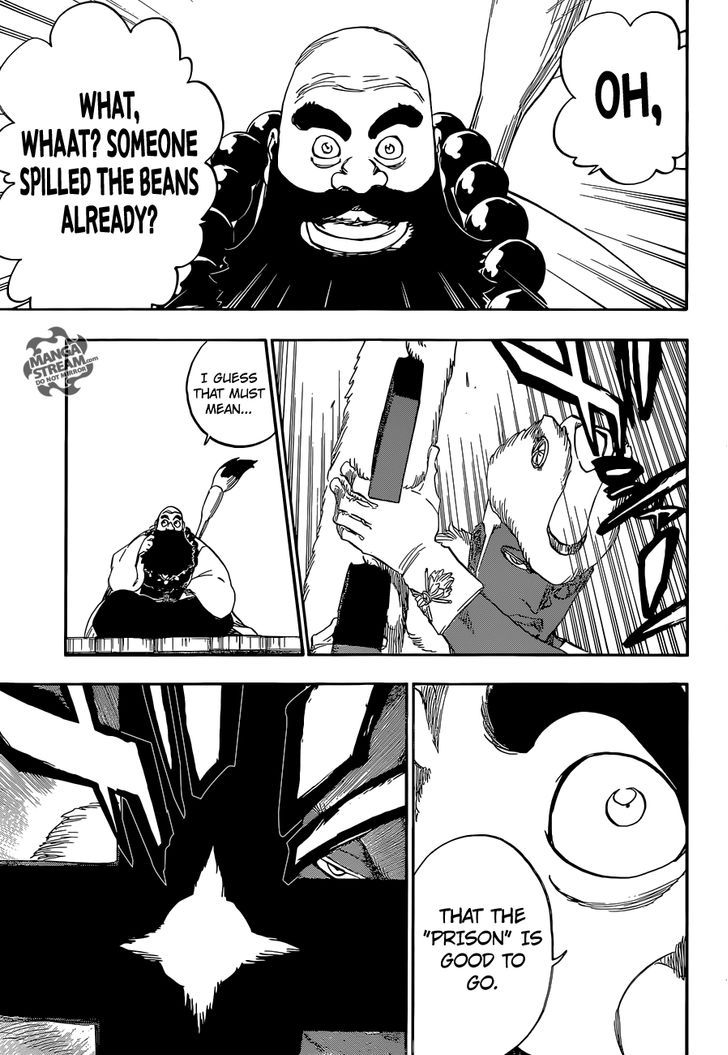 OH,
WHAT,
WHAAT? SOMEONE
SPILLED THE BEANS
ALREADY?
MANGA
STREAM.com
DO NOT MIRROR
I GUESS
THAT MUST
MEAN...
THAT THE
"PRISON" IS
GOOD TO
GO.